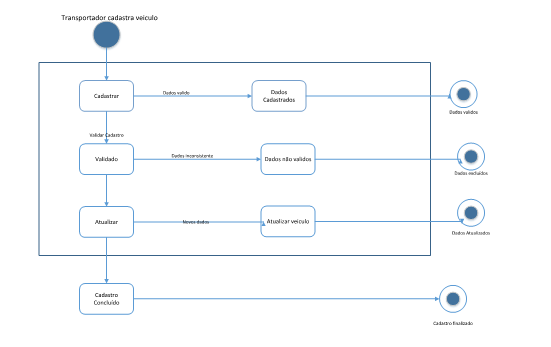 Transportador cadastra veiculo
Cadastrar
Dados valido
Dados
Cadastrados
Dados validos
Validar Cadastro
Validado
Dados Inconsistente
Dados não validos
Dados excluidos
Atualizar
Novos dados
Atualizar veiculo
Dados Atualizados
Cadastro
Concluído
Cadastro finalizado